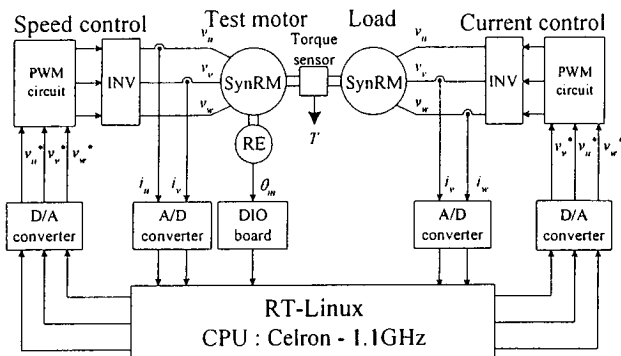 Speed control
Test motor
Load
Current control
Torque
sensor
PWM
circuit
INV
v_u
v_v
v_w
SynRM
SynRM
v_u
v_v
v_w
INV
PWM
circuit
RE
T
v_u*
v_v*
v_w*
i_u
i_v
θ_m
i_v
i_w
v_v*
v_u*
v_w*
D/A
converter
A/D
converter
DIO
board
A/D
converter
D/A
converter
RT-Linux
CPU : Celron - 1.1GHz